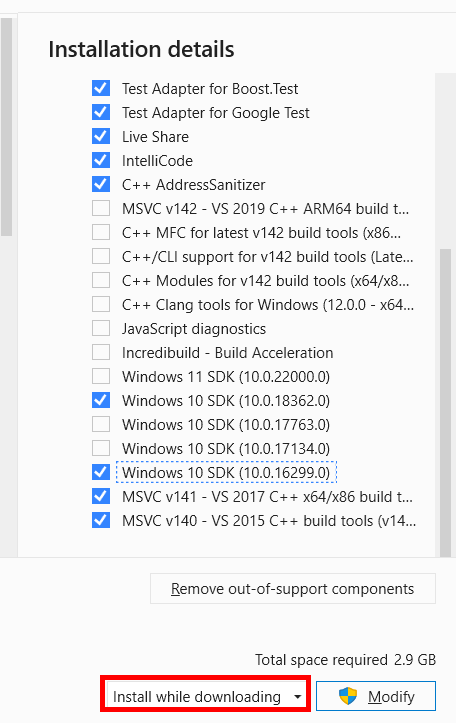 Installation details
Test Adapter for Boost.Test
Test Adapter for Google Test
Live Share
IntelliCode
C++ AddressSanitizer
MSVC v142 - VS 2019 C++ ARM64 build t...
C++ MFC for latest v142 build tools (x86...
C++/CLI support for v142 build tools (Late...
C++ Modules for v142 build tools (x64/x8...
C++ Clang tools for Windows (12.0.0 - x64...
JavaScript diagnostics
Incredibuild - Build Acceleration
Windows 11 SDK (10.0.22000.0)
Windows 10 SDK (10.0.18362.0)
Windows 10 SDK (10.0.17763.0)
Windows 10 SDK (10.0.17134.0)
Windows 10 SDK (10.0.16299.0)
MSVC v141 - VS 2017 C++ x64/x86 build t...
MSVC v140 - VS 2015 C++ build tools (v14...
Remove out-of-support components
Total space required 2.9 GB
Install while downloading
Modify